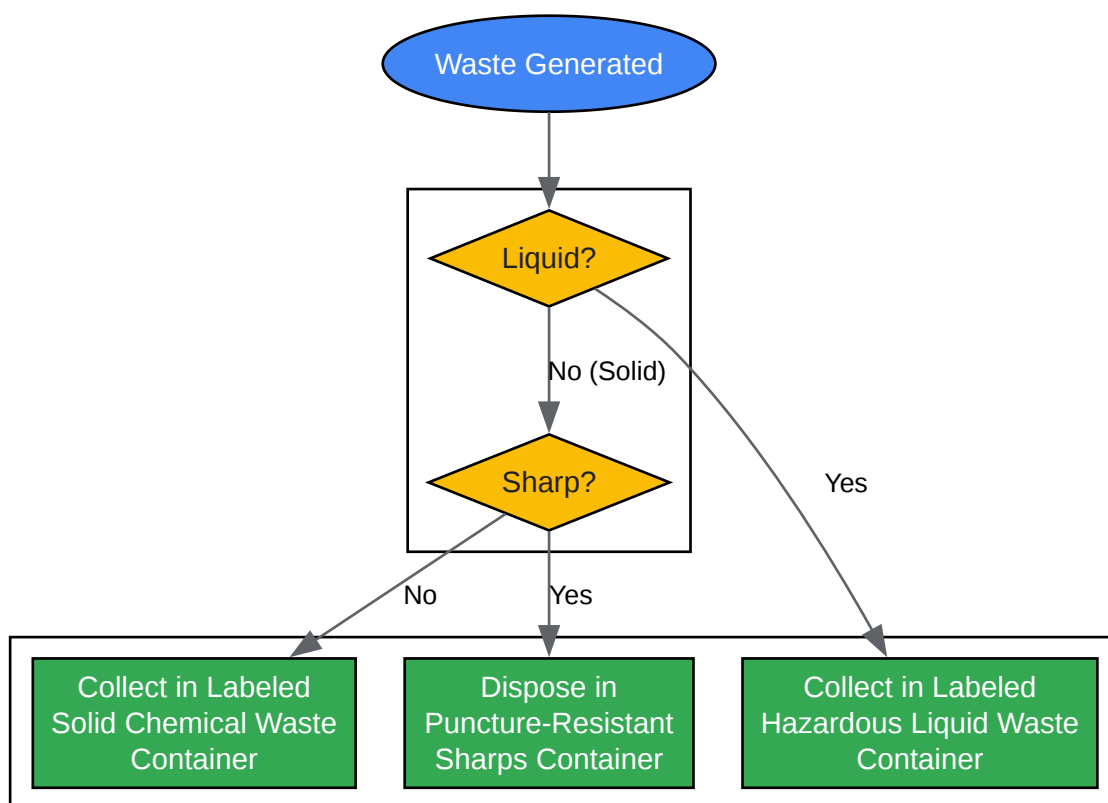 Waste Generated
Liquid?
No (Solid)
Sharp?
Yes
No
Yes
Collect in Labeled
Solid Chemical Waste
Container
Dispose in
Puncture-Resistant
Sharps Container
Collect in Labeled
Hazardous Liquid Waste
Container